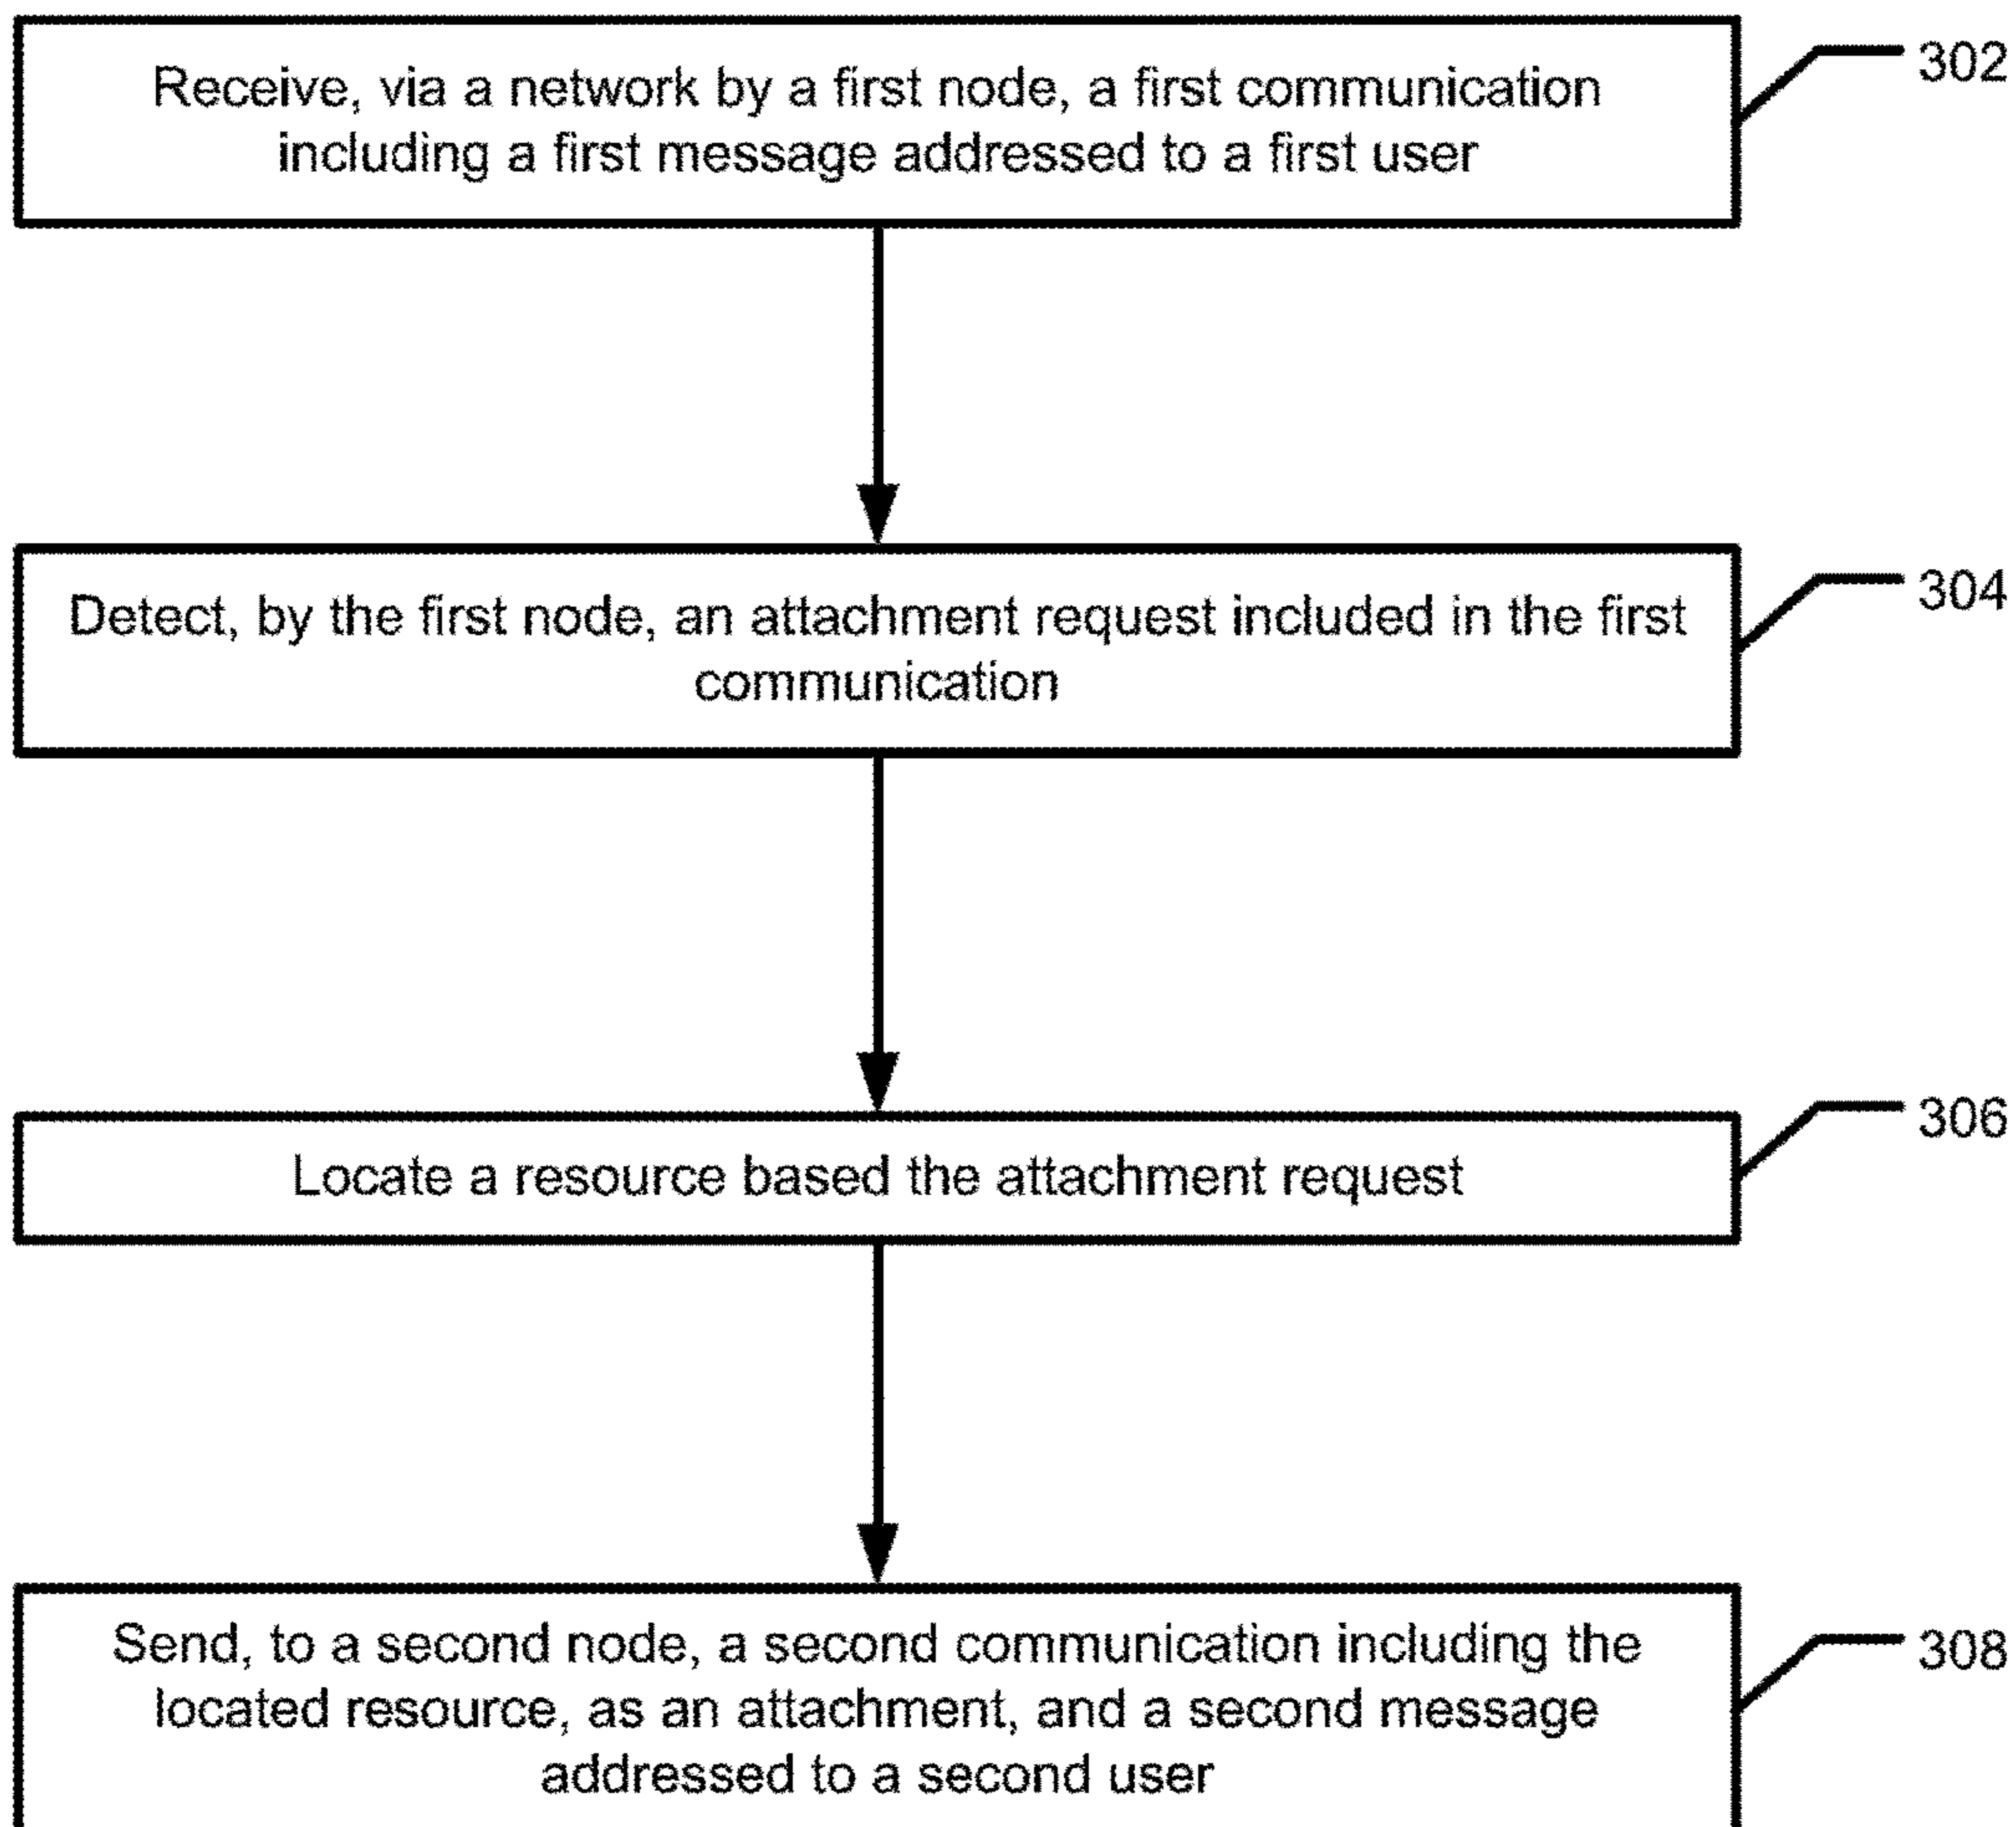 Receive, via a network by a first node, a first communication
including a first message addressed to a first user
302
Detect, by the first node, an attachment request included in the first
communication
304
Locate a resource based the attachment request
306
Send, to a second node, a second communication including the
located resource, as an attachment, and a second message
addressed to a second user
308